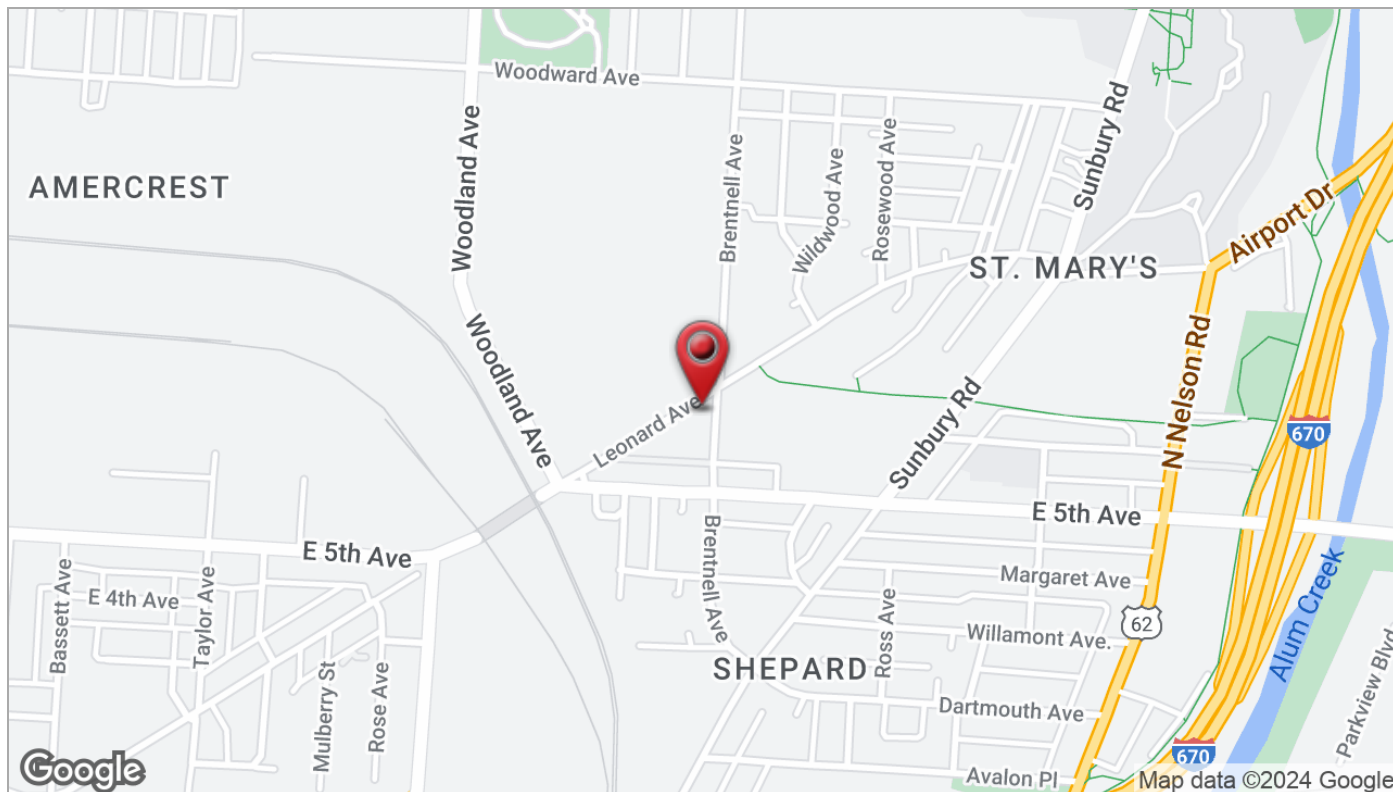 Woodward Ave
Woodland Ave
Sunbury Rd
Brentnell Ave
Rosewood Ave
Wildwood Ave
AMERCREST
Airport Dr
ST. MARY'S
Woodland Ave
N Nelson Rd
Leonard Ave
Sunbury Rd
670
E 5th Ave
E 5th Ave
Brentnell Ave
Bassett Ave
E 4th Ave
Taylor Ave
Margaret Ave
Ross Ave
62
Willamont Ave.
Alum Creek
Parkview Blvd
Mulberry St
Rose Ave
SHEPARD
Dartmouth Ave
670
Avalon Pl
Google
Map data ©2024 Google